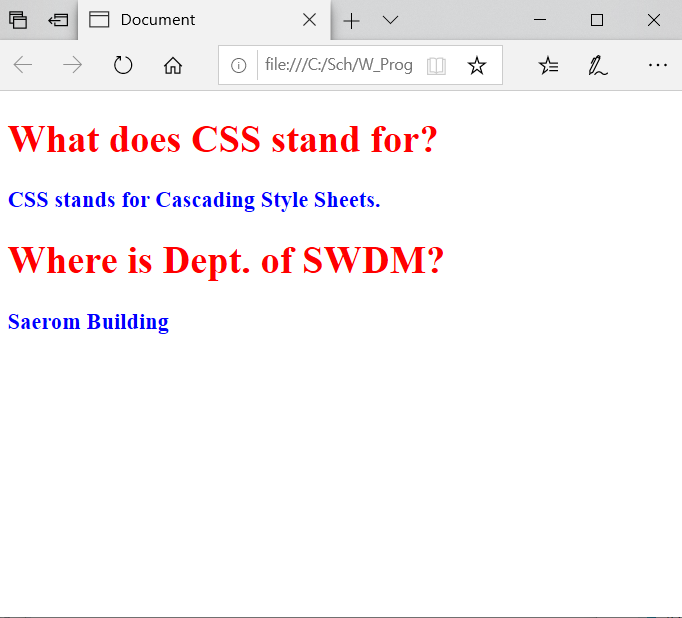 Document
file:///C:/Sch/W_Prog
What does CSS stand for?
CSS stands for Cascading Style Sheets.
Where is Dept. of SWDM?
Saerom Building